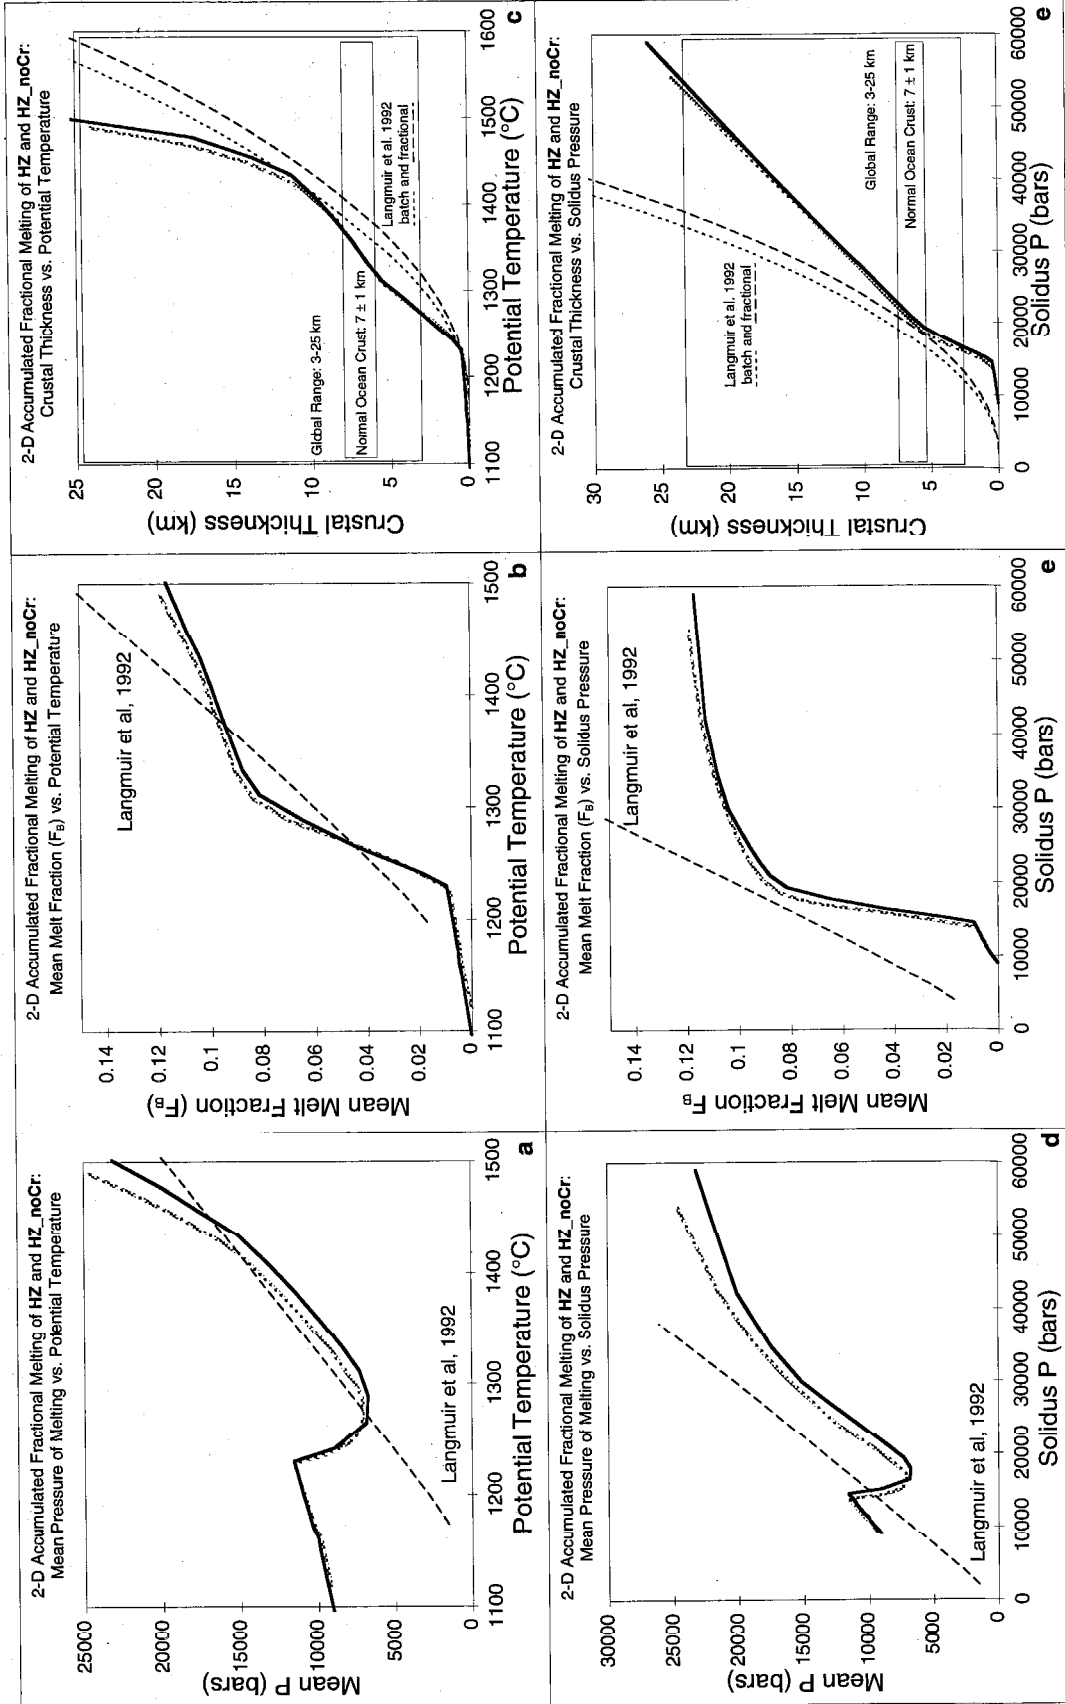 2-D Accumulated Fractional Melting of HZ and HZ_noCr:
Mean Pressure of Melting vs. Potential Temperature
25000
20000
15000
10000
5000
0
Mean P (bars)
Langmuir et al, 1992
1100
1200
1300
1400
1500
Potential Temperature (°C)
a
2-D Accumulated Fractional Melting of HZ and HZ_noCr:
Mean Melt Fraction (FB) vs. Potential Temperature
0.14
0.12
0.1
0.08
0.06
0.04
0.02
0
Mean Melt Fraction (FB)
Langmuir et al, 1992
1100
1200
1300
1400
1500
Potential Temperature (°C)
b
2-D Accumulated Fractional Melting of HZ and HZ_noCr:
Crustal Thickness vs. Potential Temperature
25
20
15
10
5
0
Crustal Thickness (km)
Global Range: 3-25 km
Normal Ocean Crust: 7 ± 1 km
Langmuir et al, 1992
batch and fractional
1100
1200
1300
1400
1500
1600
Potential Temperature (°C)
c
2-D Accumulated Fractional Melting of HZ and HZ_noCr:
Mean Pressure of Melting vs. Solidus Pressure
30000
25000
20000
15000
10000
5000
0
Mean P (bars)
Langmuir et al, 1992
0
10000
20000
30000
40000
50000
60000
Solidus P (bars)
d
2-D Accumulated Fractional Melting of HZ and HZ_noCr:
Mean Melt Fraction (FB) vs. Solidus Pressure
0.14
0.12
0.1
0.08
0.06
0.04
0.02
0
Mean Melt Fraction FB
Langmuir et al, 1992
0
10000
20000
30000
40000
50000
60000
Solidus P (bars)
e
2-D Accumulated Fractional Melting of HZ and HZ_noCr:
Crustal Thickness vs. Solidus Pressure
30
25
20
15
10
5
0
Crustal Thickness (km)
Langmuir et al, 1992
batch and fractional
Global Range: 3-25 km
Normal Ocean Crust: 7 ± 1 km
0
10000
20000
30000
40000
50000
60000
Solidus P (bars)
e